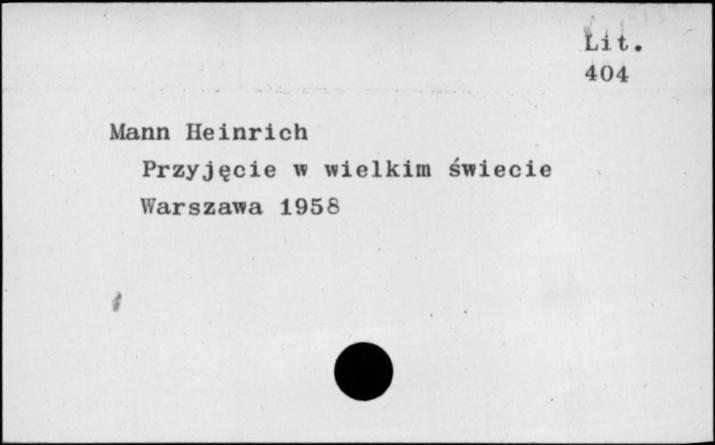 Lit.
404
Mann Heinrich
Przyjęcie w wielkim świecie
Warszawa 1958